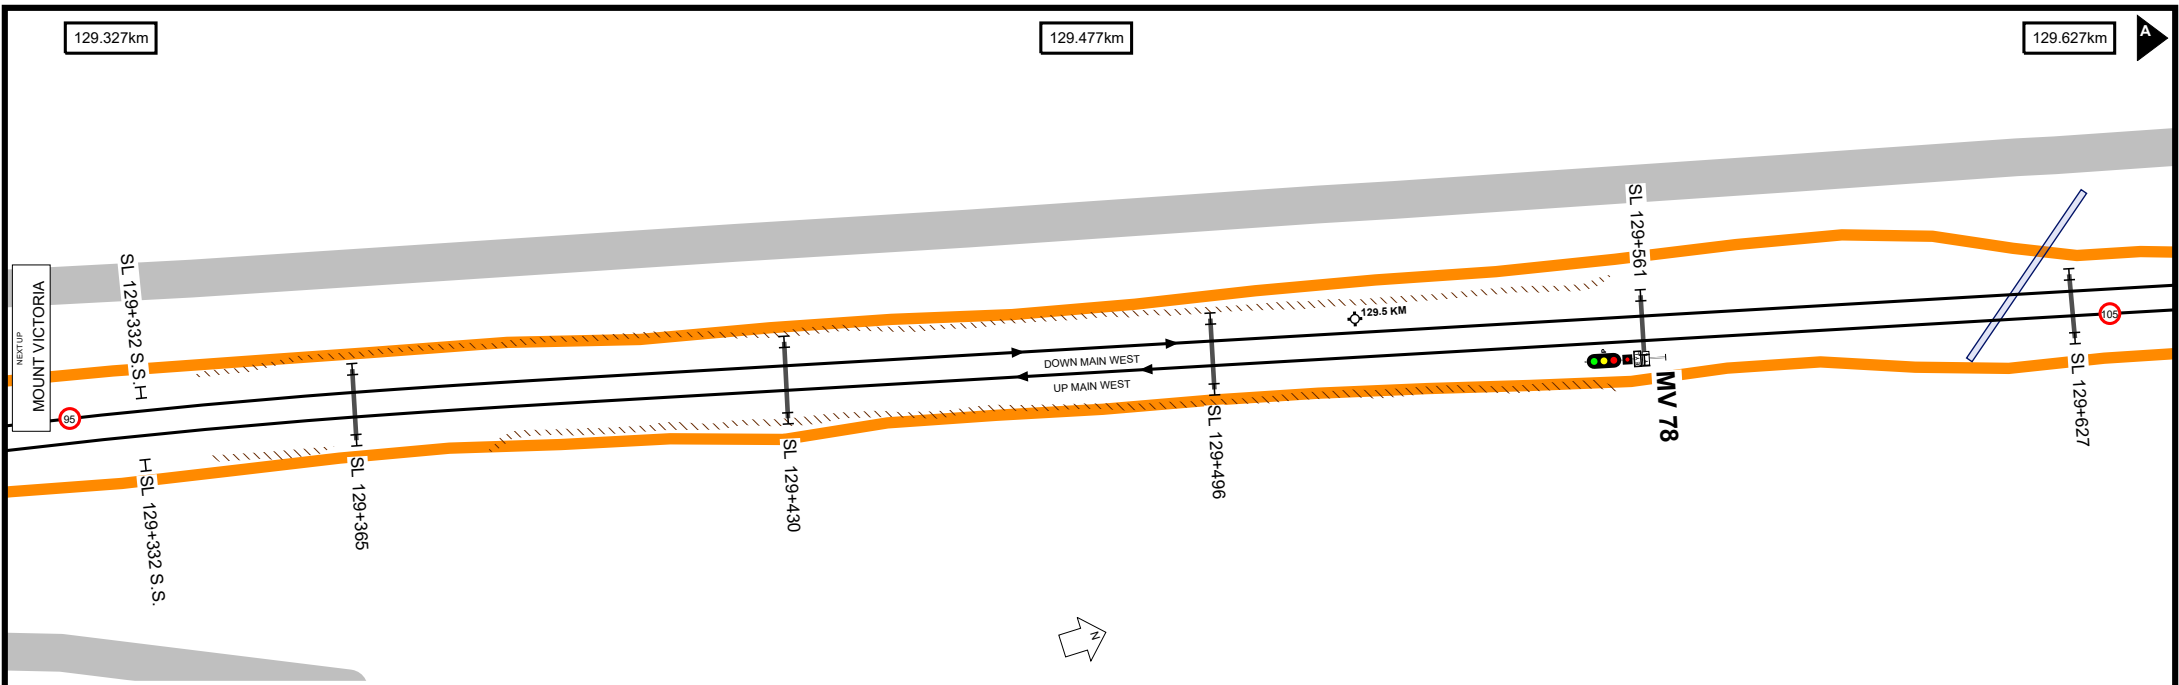 129.327km
129.477km
129.627km
A
NEXT UP
MOUNT VICTORIA
95
SL 129+332 S.S.
SL 129+332 S.S.
SL 129+365
SL 129+430
DOWN MAIN WEST
UP MAIN WEST
SL 129+496
129.5 KM
SL 129+561
MV 78
SL 129+627
105
N